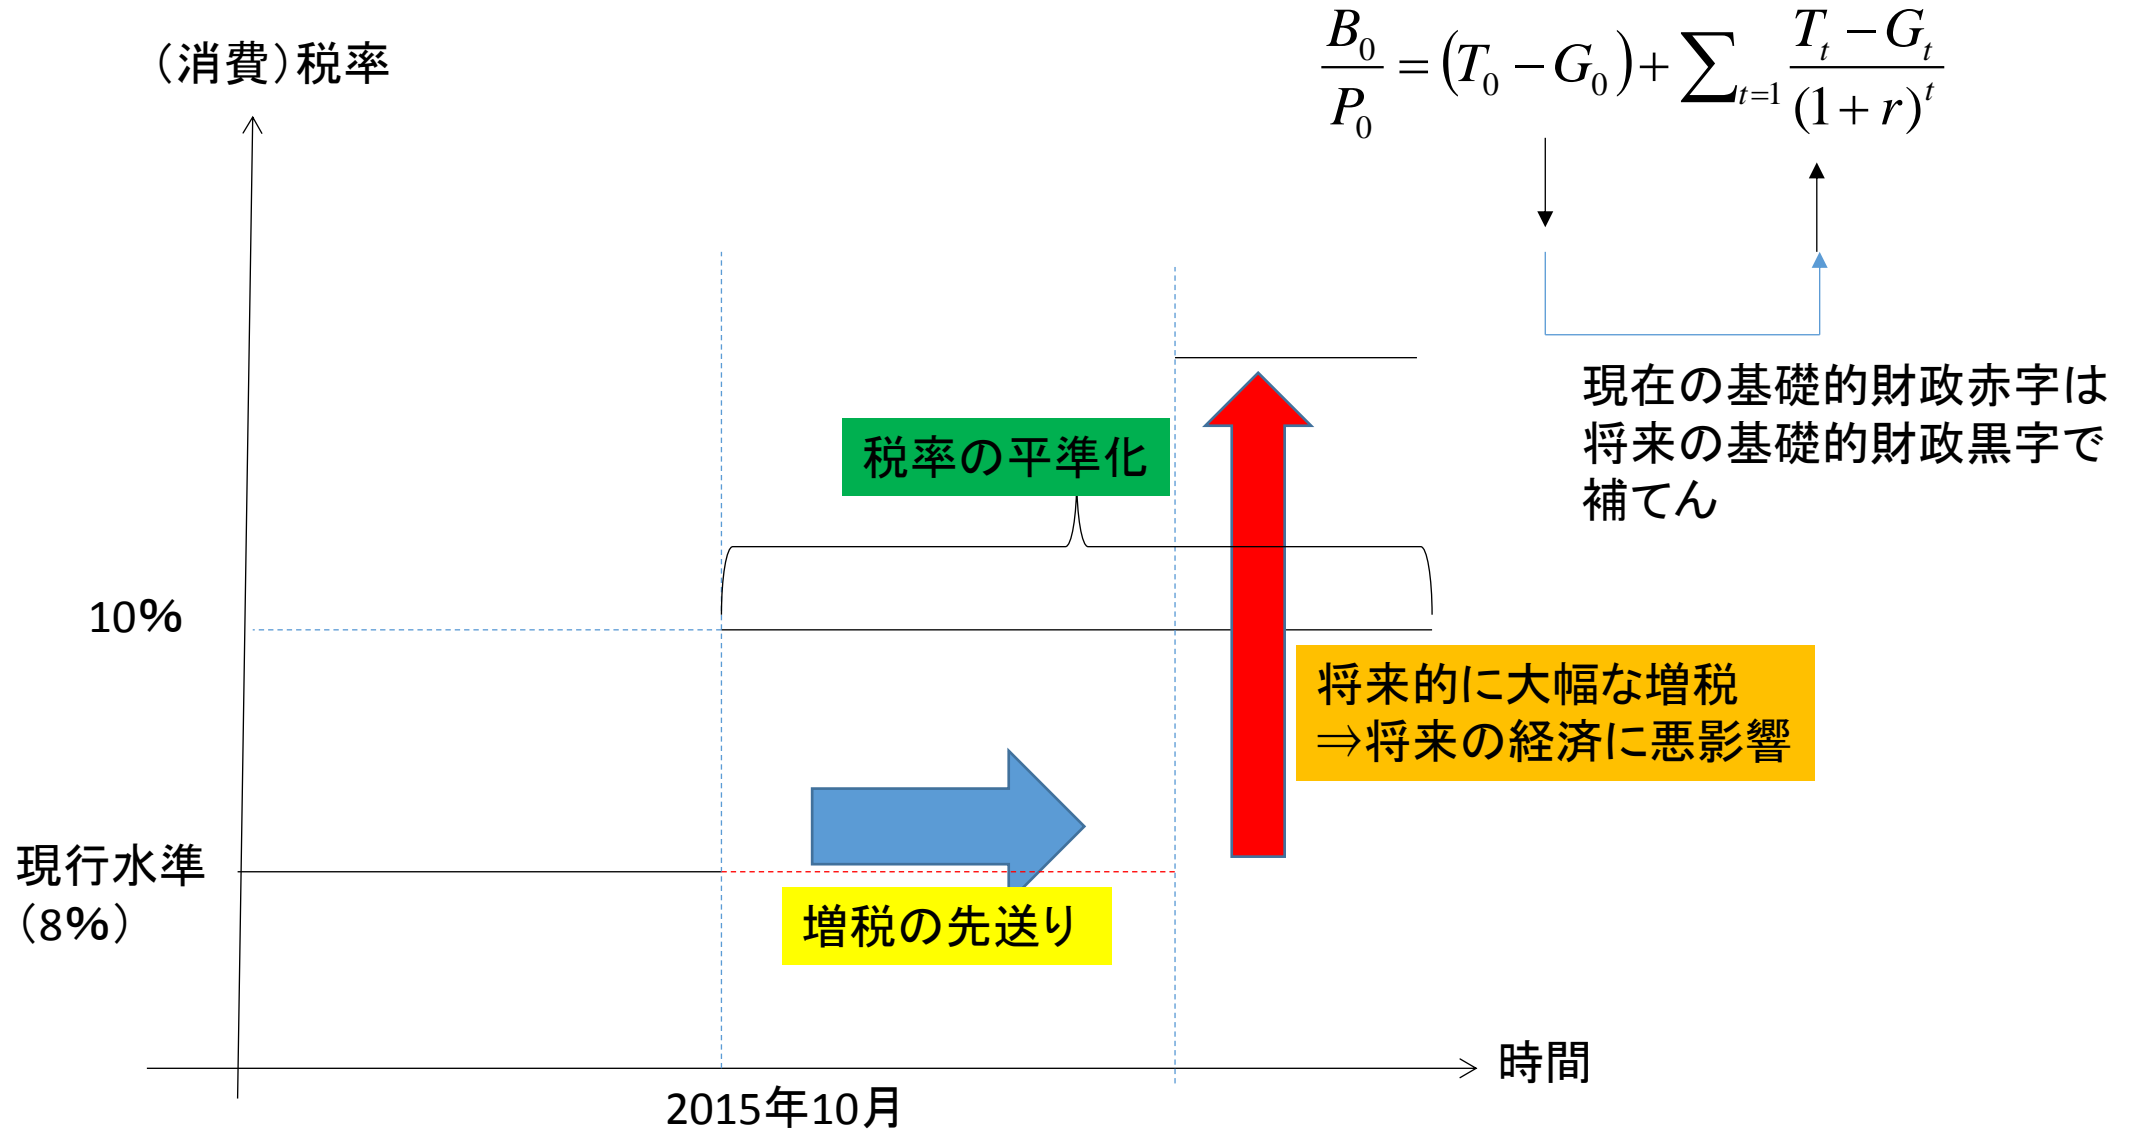 （消費）税率
B₀/P₀ = (T₀ − G₀) + ∑ₜ₌₁ (Tₜ − Gₜ)/(1 + r)ᵗ
現在の基礎的財政赤字は
将来の基礎的財政黒字で
補てん
税率の平準化
10%
将来的に大幅な増税
⇒将来の経済に悪影響
現行水準
（8%）
増税の先送り
時間
2015年10月